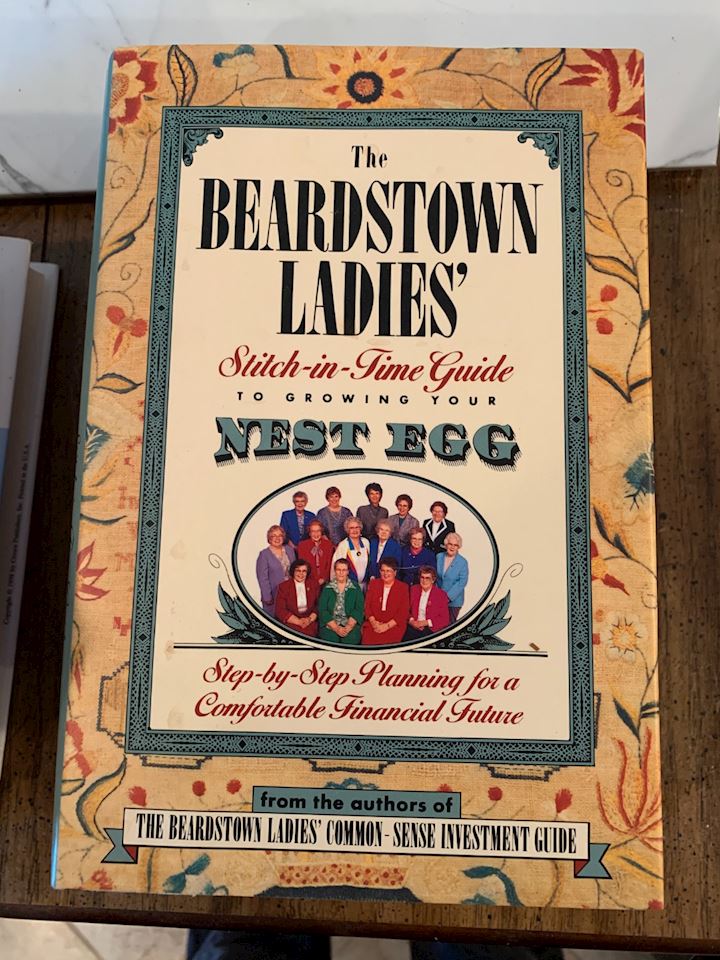 The
BEARDSTOWN
LADIES'
Stitch-in-Time Guide
TO GROWING YOUR
NEST EGG
Step-by-Step Planning for a
Comfortable Financial Future
from the authors of
THE BEARDSTOWN LADIES' COMMON-SENSE INVESTMENT GUIDE